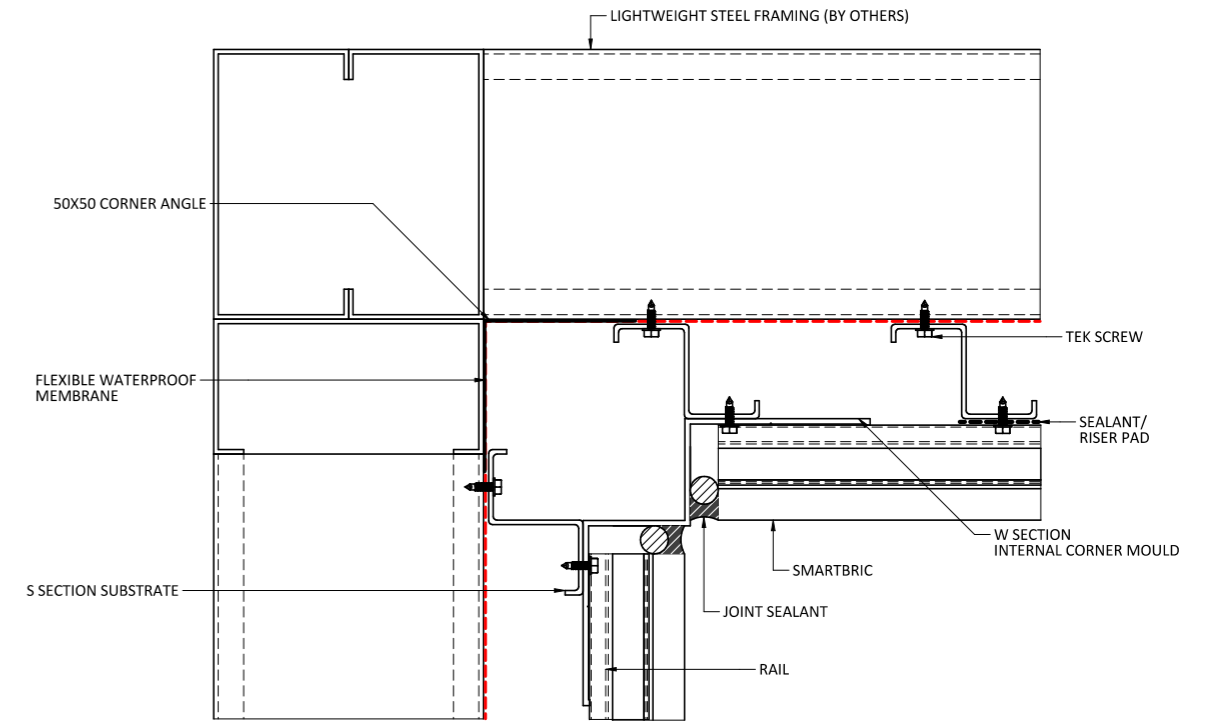 LIGHTWEIGHT STEEL FRAMING (BY OTHERS)
50X50 CORNER ANGLE
TEK SCREW
FLEXIBLE WATERPROOF
MEMBRANE
SEALANT/
RISER PAD
W SECTION
INTERNAL CORNER MOULD
SMARTBRIC
S SECTION SUBSTRATE
JOINT SEALANT
RAIL